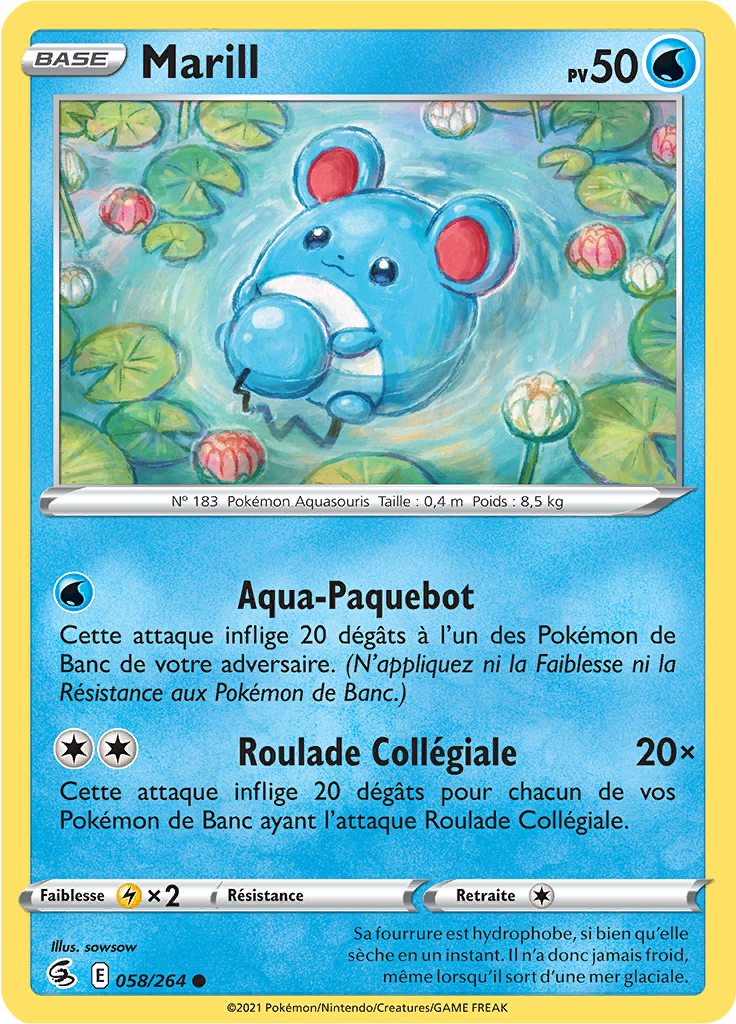 BASE Marill PV 50
N° 183 Pokémon Aquasouris Taille : 0,4 m Poids : 8,5 kg
Aqua-Paquebot
Cette attaque inflige 20 dégâts à l'un des Pokémon de
Banc de votre adversaire. (N'appliquez ni la Faiblesse ni la
Résistance aux Pokémon de Banc.)
Roulade Collégiale 20×
Cette attaque inflige 20 dégâts pour chacun de vos
Pokémon de Banc ayant l'attaque Roulade Collégiale.
Faiblesse ×2 Résistance Retraite
Illus. sowsow
Sa fourrure est hydrophobe, si bien qu'elle
sèche en un instant. Il n'a donc jamais froid,
même lorsqu'il sort d'une mer glaciale.
E 058/264
©2021 Pokémon/Nintendo/Creatures/GAME FREAK